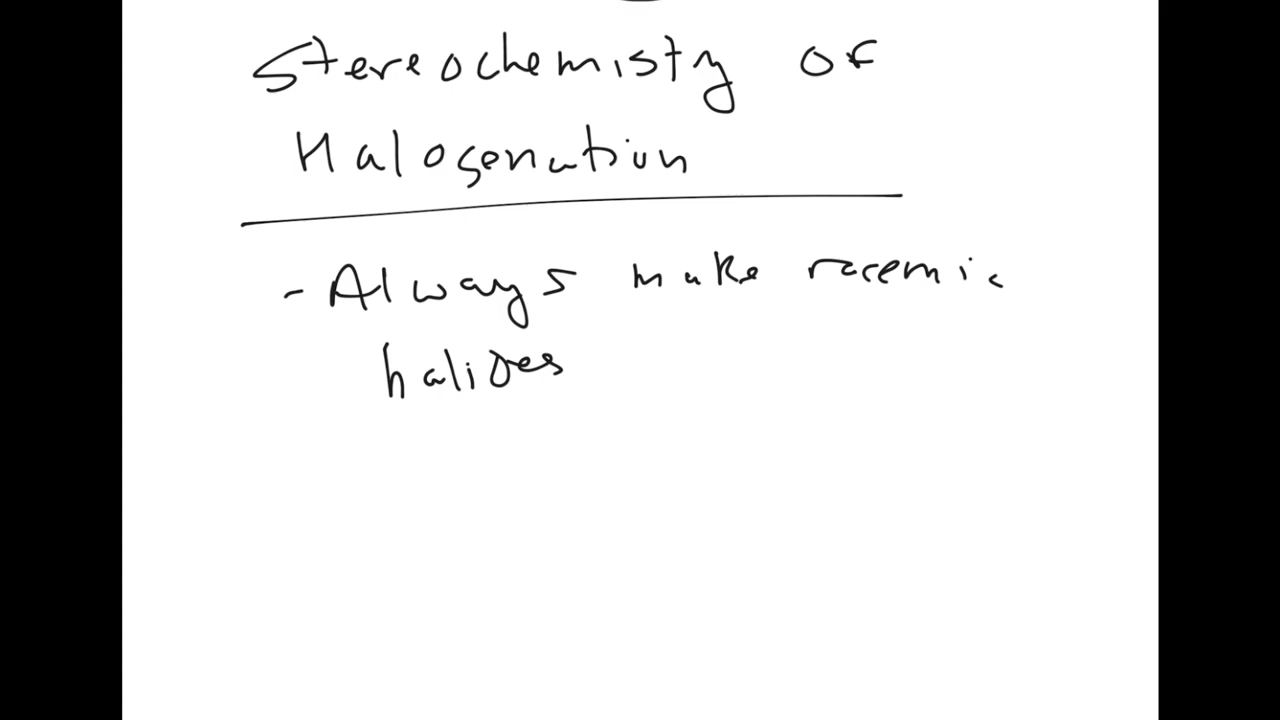 Stereochemisty of
Halogenation
- Always make racemic
halides